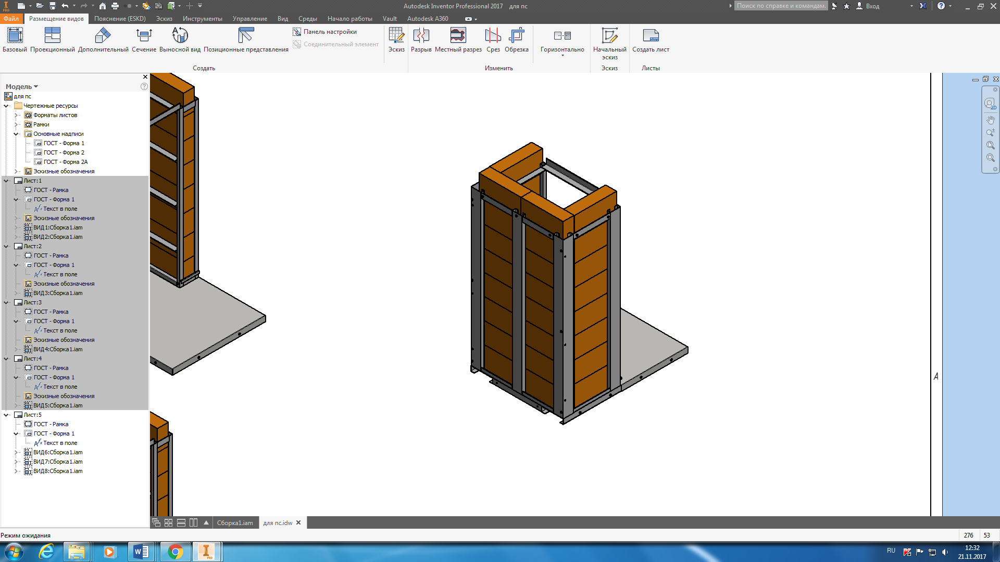 Autodesk Inventor Professional 2017 для пс
Поиск по справке и командам.
Вход
PRO
Файл Размещение видов Пояснение (ESKD) Эскиз Инструменты Управление Вид Среды Начало работы Vault Autodesk A360
Базовый Проекционный Дополнительный Сечение Выносной вид Позиционные представления
Панель настройки
Соединительный элемент
Эскиз Разрыв Местный разрез Срез Обрезка Горизонтально
Начальный эскиз
Создать лист
Создать Изменить Эскиз Листы
Модель
для пс
Чертежные ресурсы
Форматы листов
Рамки
Основные надписи
ГОСТ - Форма 1
ГОСТ - Форма 2
ГОСТ - Форма 2А
Эскизные обозначения
Лист:1
ГОСТ - Рамка
ГОСТ - Форма 1
Текст в поле
Эскизные обозначения
ВИД1:Сборка1.iam
ВИД2:Сборка1.iam
Лист:2
ГОСТ - Рамка
ГОСТ - Форма 1
Текст в поле
Эскизные обозначения
ВИД3:Сборка1.iam
Лист:3
ГОСТ - Рамка
ГОСТ - Форма 1
Текст в поле
Эскизные обозначения
ВИД4:Сборка1.iam
Лист:4
ГОСТ - Рамка
ГОСТ - Форма 1
Текст в поле
Эскизные обозначения
ВИД5:Сборка1.iam
Лист:5
ГОСТ - Рамка
ГОСТ - Форма 1
Текст в поле
ВИД6:Сборка1.iam
ВИД7:Сборка1.iam
ВИД8:Сборка1.iam
2D
A
Сборка1.iam для пс.idw
Режим ожидания
276 53
RU
12:32
21.11.2017